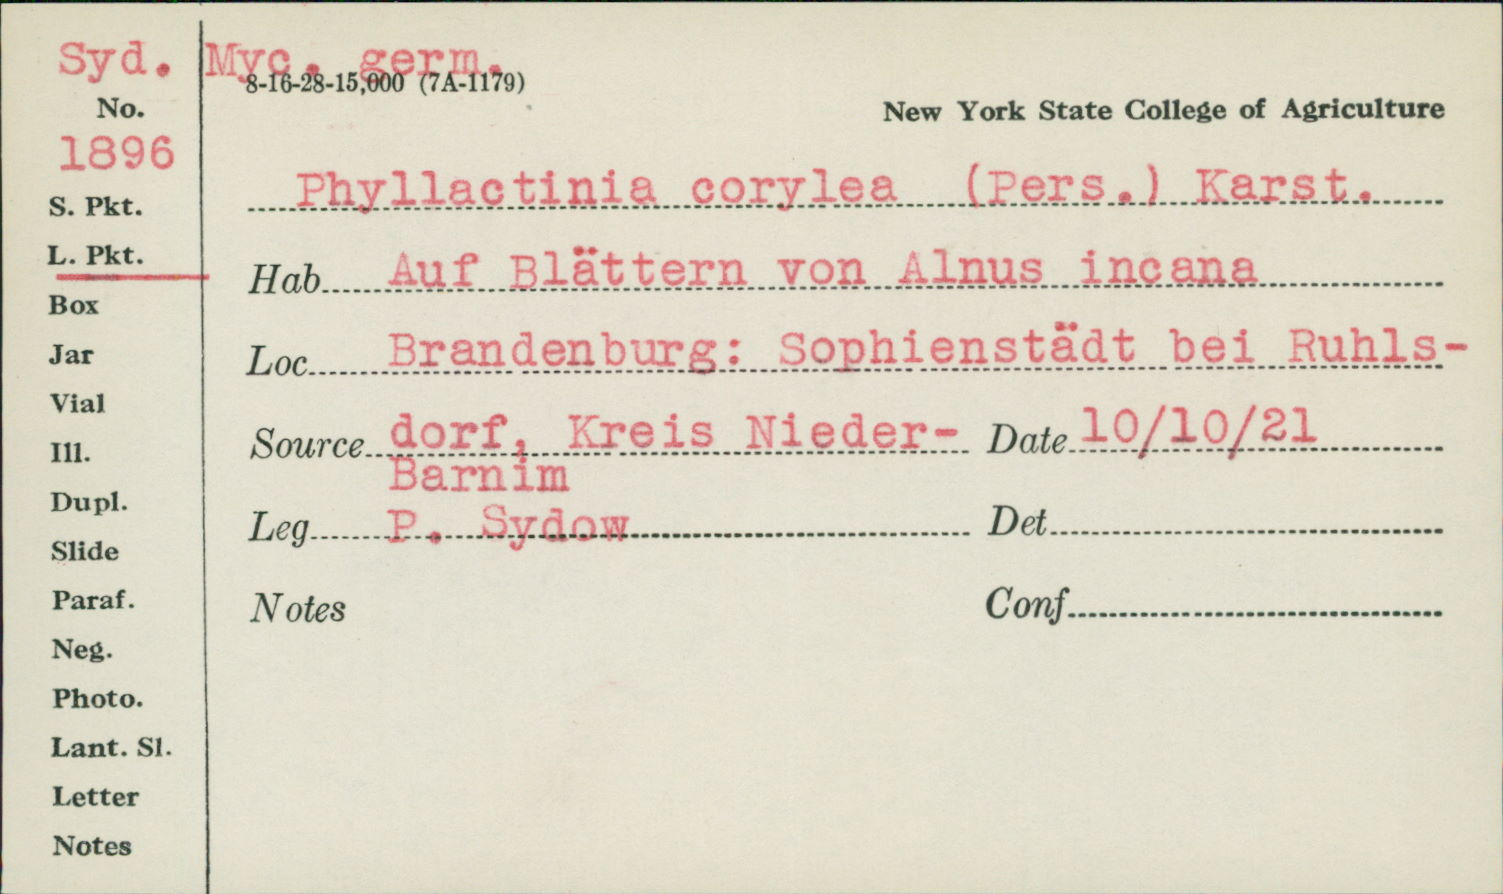 Syd. Myc. germ.
8-16-28-15,000 (7A-1179)
No.
New York State College of Agriculture
1896
Phyllactinia corylea (Pers.) Karst.
S. Pkt.
L. Pkt.
Hab. Auf Blättern von Alnus incana
Box
Jar
Loc. Brandenburg: Sophienstädt bei Ruhls-
Vial
Source dorf, Kreis Nieder- Date 10/10/21
Ill.
Barnim
Dupl.
Leg. P. Sydow Det.
Slide
Paraf.
Notes Conf.
Neg.
Photo.
Lant. Sl.
Letter
Notes